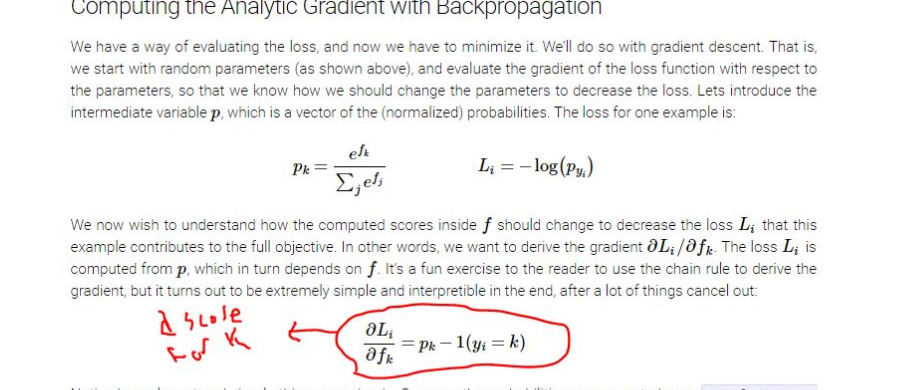 Computing the Analytic Gradient with Backpropagation
We have a way of evaluating the loss, and now we have to minimize it. We'll do so with gradient descent. That is,
we start with random parameters (as shown above), and evaluate the gradient of the loss function with respect to
the parameters, so that we know how we should change the parameters to decrease the loss. Lets introduce the
intermediate variable p, which is a vector of the (normalized) probabilities. The loss for one example is:
p_k = e^{f_k} / ∑_j e^{f_j}    L_i = −log(p_{y_i})
We now wish to understand how the computed scores inside f should change to decrease the loss L_i that this
example contributes to the full objective. In other words, we want to derive the gradient ∂L_i/∂f_k. The loss L_i is
computed from p, which in turn depends on f. It's a fun exercise to the reader to use the chain rule to derive the
gradient, but it turns out to be extremely simple and interpretible in the end, after a lot of things cancel out:
d score
for k
∂L_i / ∂f_k = p_k − 1(y_i = k)